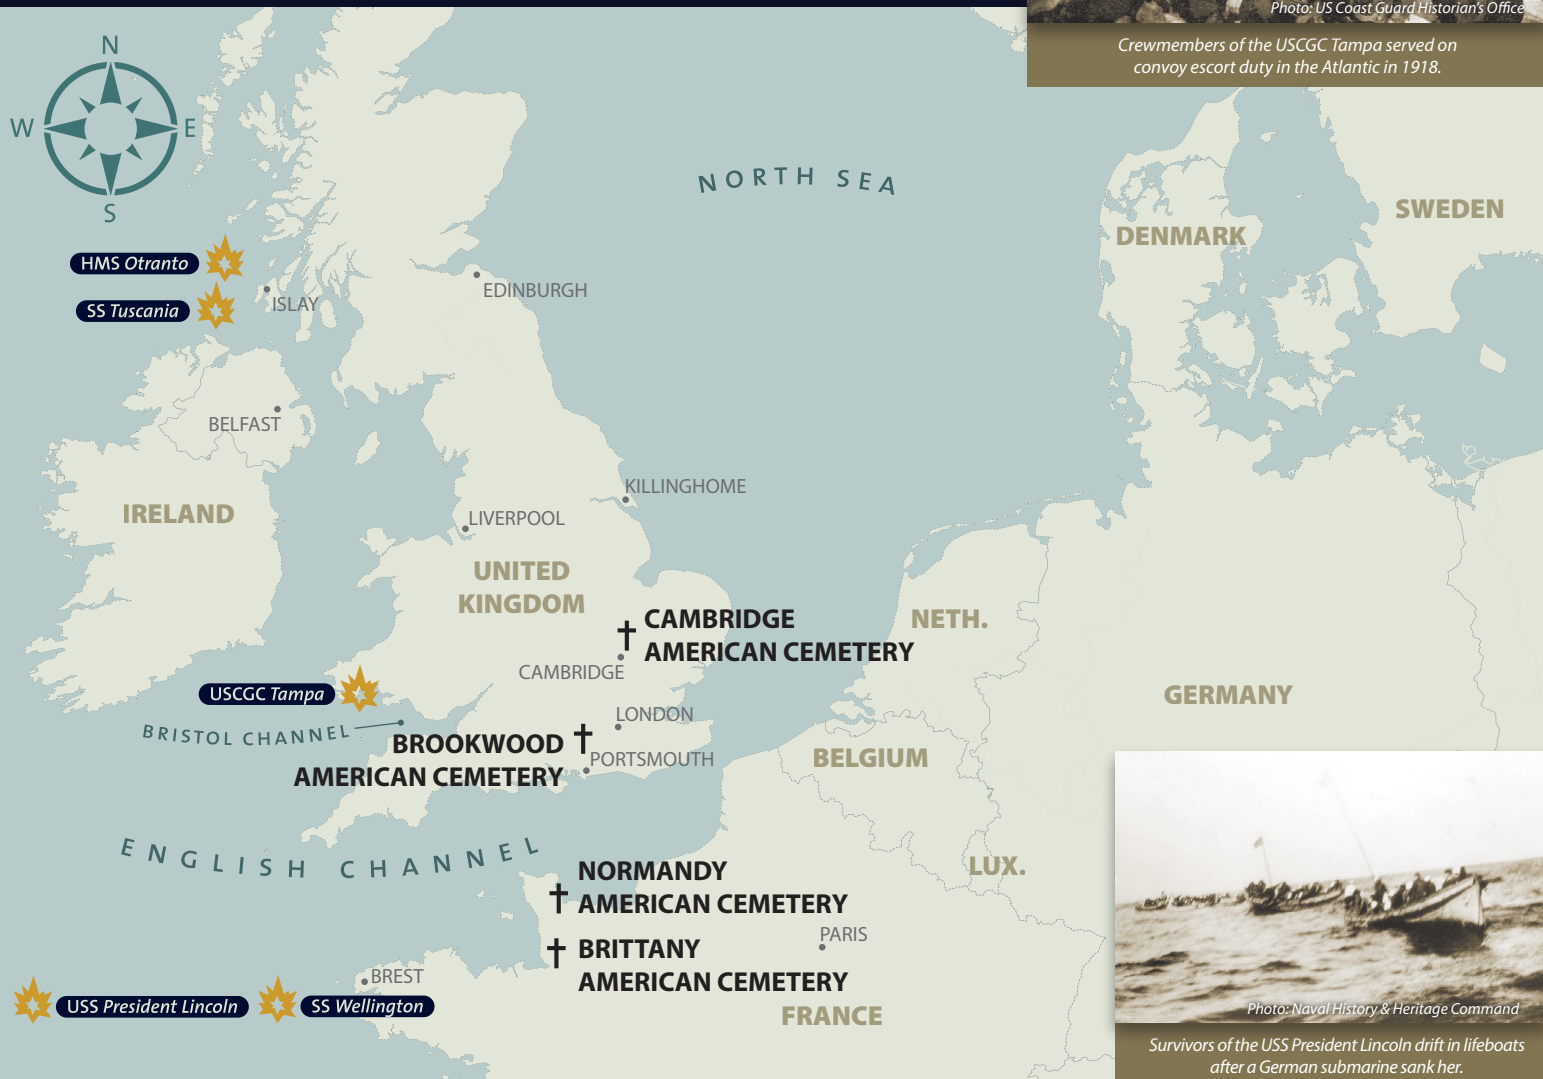 Photo: US Coast Guard Historian's Office
Crewmembers of the USCGC Tampa served on
convoy escort duty in the Atlantic in 1918.
N
W
E
S
NORTH SEA
SWEDEN
DENMARK
HMS Otranto
SS Tuscania
ISLAY
EDINBURGH
BELFAST
KILLINGHOME
IRELAND
LIVERPOOL
UNITED
KINGDOM
CAMBRIDGE
AMERICAN CEMETERY
NETH.
CAMBRIDGE
USCGC Tampa
GERMANY
LONDON
BRISTOL CHANNEL
BROOKWOOD
AMERICAN CEMETERY
PORTSMOUTH
BELGIUM
ENGLISH CHANNEL
NORMANDY
AMERICAN CEMETERY
LUX.
PARIS
BRITTANY
AMERICAN CEMETERY
BREST
USS President Lincoln
SS Wellington
FRANCE
Photo: Naval History & Heritage Command
Survivors of the USS President Lincoln drift in lifeboats
after a German submarine sank her.